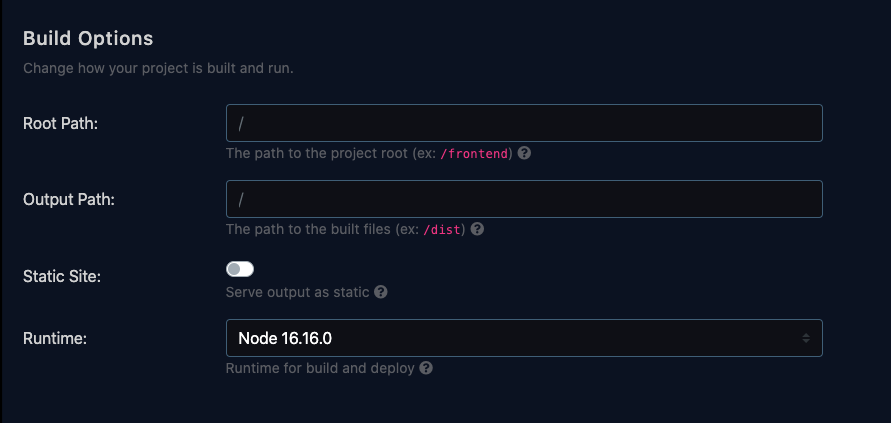 Build Options
Change how your project is built and run.
Root Path:
/
The path to the project root (ex: /frontend) ?
Output Path:
/
The path to the built files (ex: /dist) ?
Static Site:
Serve output as static ?
Runtime:
Node 16.16.0
Runtime for build and deploy ?